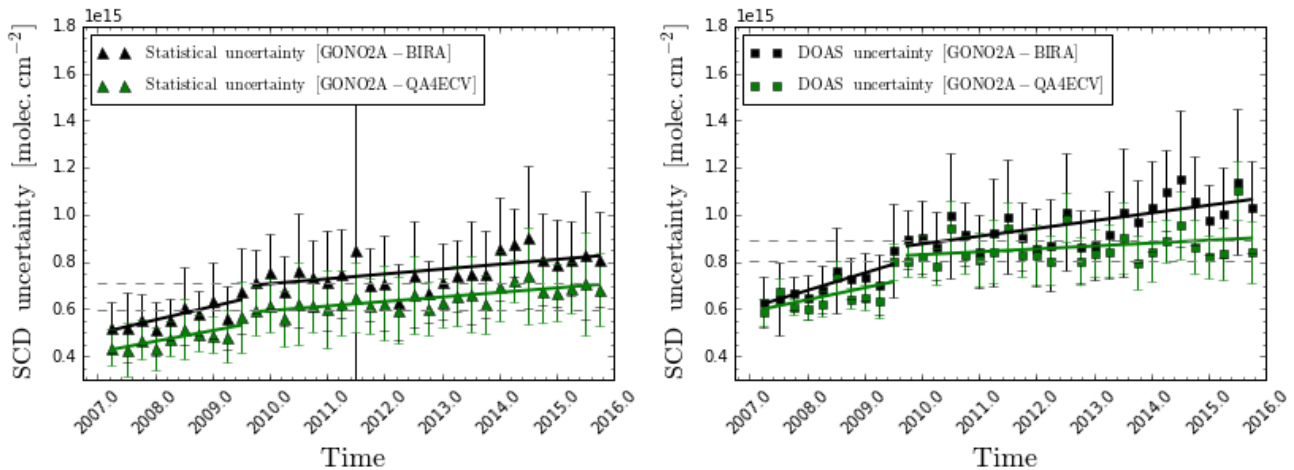 1e15
1.8
1.6
1.4
1.2
1.0
0.8
0.6
0.4
SCD uncertainty [molec.cm⁻²]
Statistical uncertainty [GONO2A−BIRA]
Statistical uncertainty [GONO2A−QA4ECV]
2007.0 2008.0 2009.0 2010.0 2011.0 2012.0 2013.0 2014.0 2015.0 2016.0
Time
1e15
1.8
1.6
1.4
1.2
1.0
0.8
0.6
0.4
SCD uncertainty [molec.cm⁻²]
DOAS uncertainty [GONO2A−BIRA]
DOAS uncertainty [GONO2A−QA4ECV]
2007.0 2008.0 2009.0 2010.0 2011.0 2012.0 2013.0 2014.0 2015.0 2016.0
Time